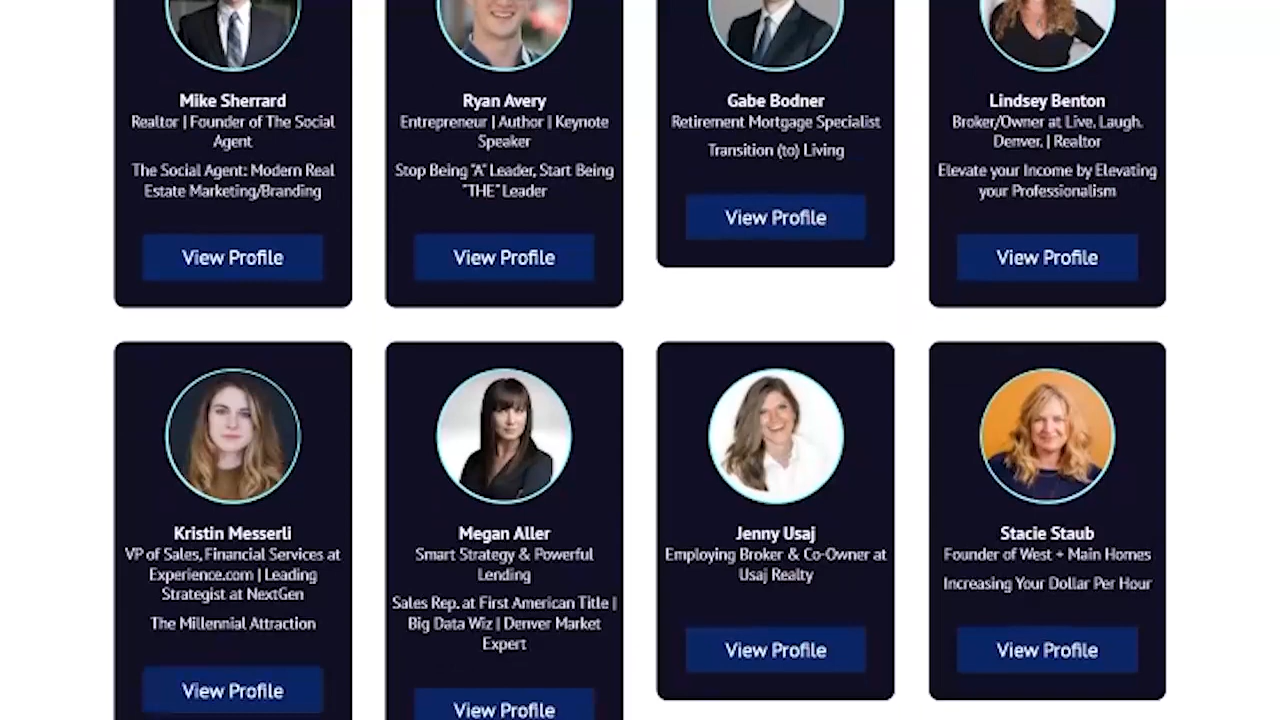 Mike Sherrard
Realtor | Founder of The Social
Agent
The Social Agent: Modern Real
Estate Marketing/Branding
View Profile
Ryan Avery
Entrepreneur | Author | Keynote
Speaker
Stop Being "A" Leader, Start Being
"THE" Leader
View Profile
Gabe Bodner
Retirement Mortgage Specialist
Transition (to) Living
View Profile
Lindsey Benton
Broker/Owner at Live. Laugh.
Denver. | Realtor
Elevate your Income by Elevating
your Professionalism
View Profile
Kristin Messerli
VP of Sales, Financial Services at
Experience.com | Leading
Strategist at NextGen
The Millennial Attraction
View Profile
Megan Aller
Smart Strategy & Powerful
Lending
Sales Rep. at First American Title |
Big Data Wiz | Denver Market
Expert
View Profile
Jenny Usaj
Employing Broker & Co-Owner at
Usaj Realty
View Profile
Stacie Staub
Founder of West + Main Homes
Increasing Your Dollar Per Hour
View Profile